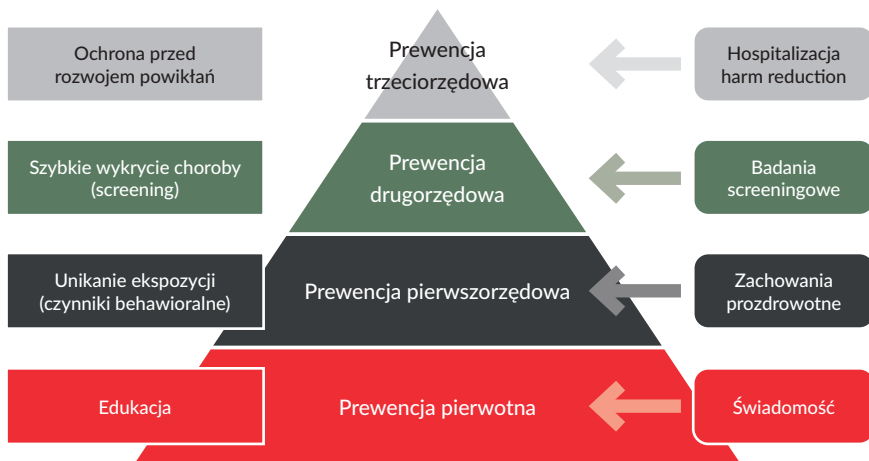 Ochrona przed
rozwojem powikłań
Prewencja
trzeciorzędowa
Hospitalizacja
harm reduction
Szybkie wykrycie choroby
(screening)
Prewencja
drugorzędowa
Badania
screeningowe
Unikanie ekspozycji
(czynniki behawioralne)
Prewencja pierwszorzędowa
Zachowania
prozdrowotne
Edukacja
Prewencja pierwotna
Świadomość